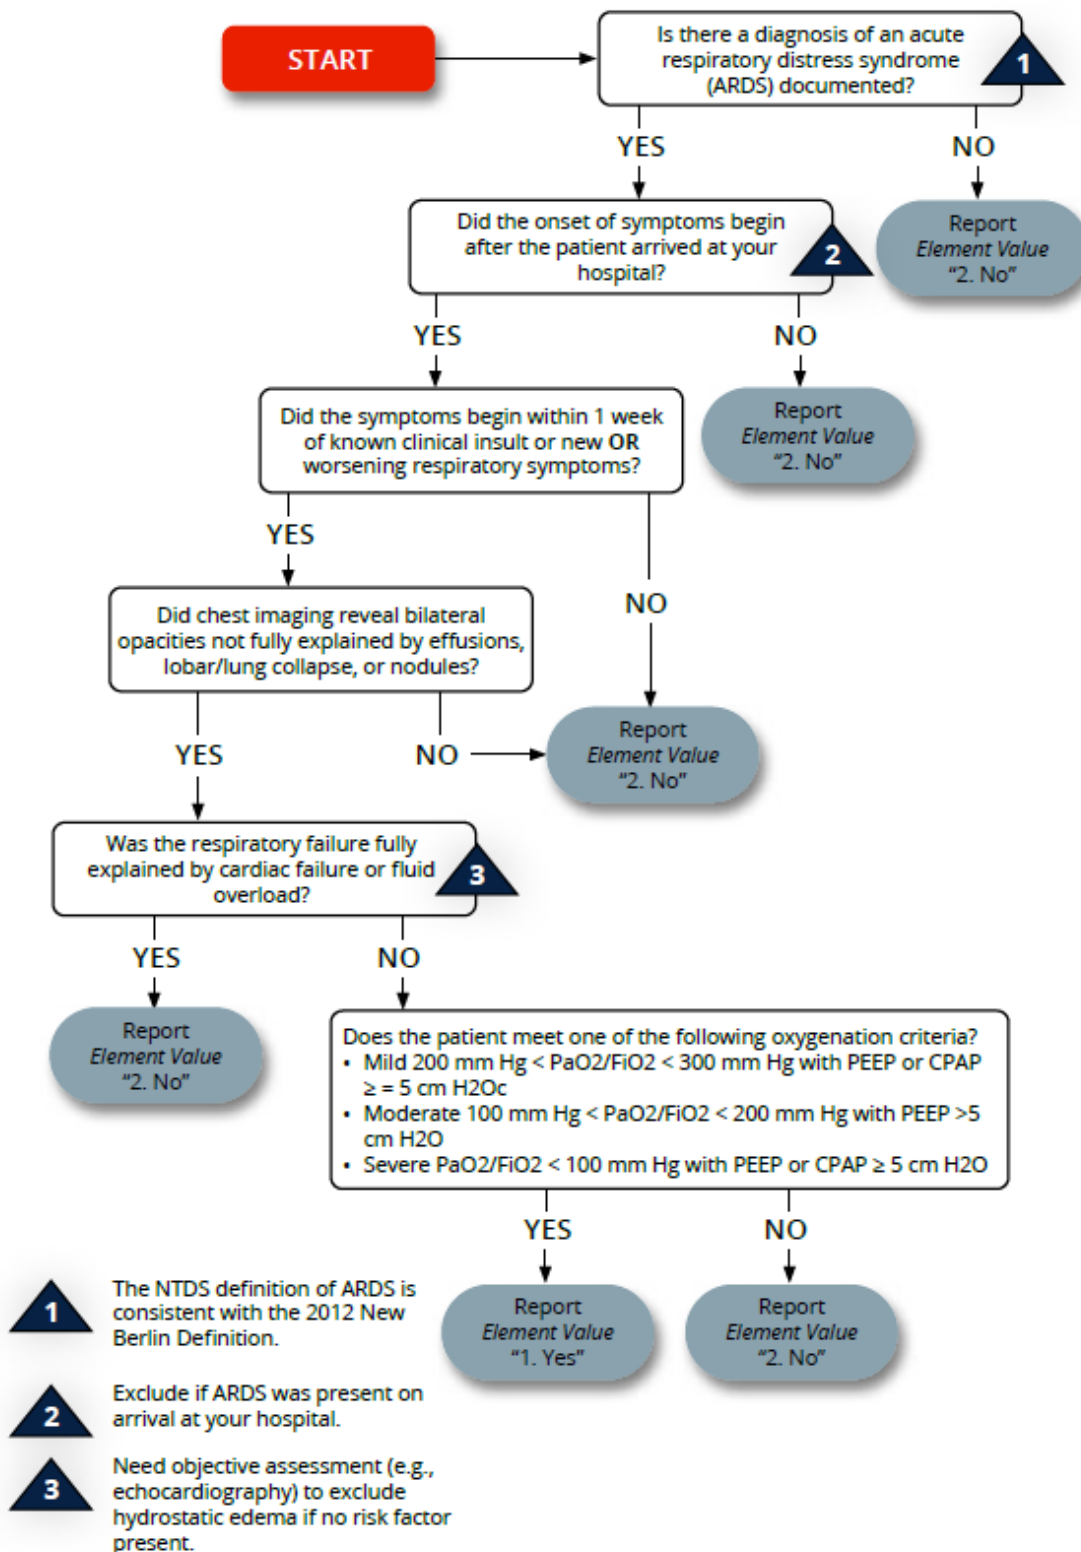 START
Is there a diagnosis of an acute
respiratory distress syndrome
(ARDS) documented?
1
YES
NO
Report
Element Value
“2. No”
Did the onset of symptoms begin
after the patient arrived at your
hospital?
2
YES
NO
Report
Element Value
“2. No”
Did the symptoms begin within 1 week
of known clinical insult or new OR
worsening respiratory symptoms?
YES
NO
Did chest imaging reveal bilateral
opacities not fully explained by effusions,
lobar/lung collapse, or nodules?
YES
NO
Report
Element Value
“2. No”
Was the respiratory failure fully
explained by cardiac failure or fluid
overload?
3
YES
NO
Report
Element Value
“2. No”
Does the patient meet one of the following oxygenation criteria?
• Mild 200 mm Hg < PaO2/FiO2 < 300 mm Hg with PEEP or CPAP
≥ = 5 cm H2Oc
• Moderate 100 mm Hg < PaO2/FiO2 < 200 mm Hg with PEEP >5
cm H2O
• Severe PaO2/FiO2 < 100 mm Hg with PEEP or CPAP ≥ 5 cm H2O
YES
NO
Report
Element Value
“1. Yes”
Report
Element Value
“2. No”
1
The NTDS definition of ARDS is
consistent with the 2012 New
Berlin Definition.
2
Exclude if ARDS was present on
arrival at your hospital.
3
Need objective assessment (e.g.,
echocardiography) to exclude
hydrostatic edema if no risk factor
present.